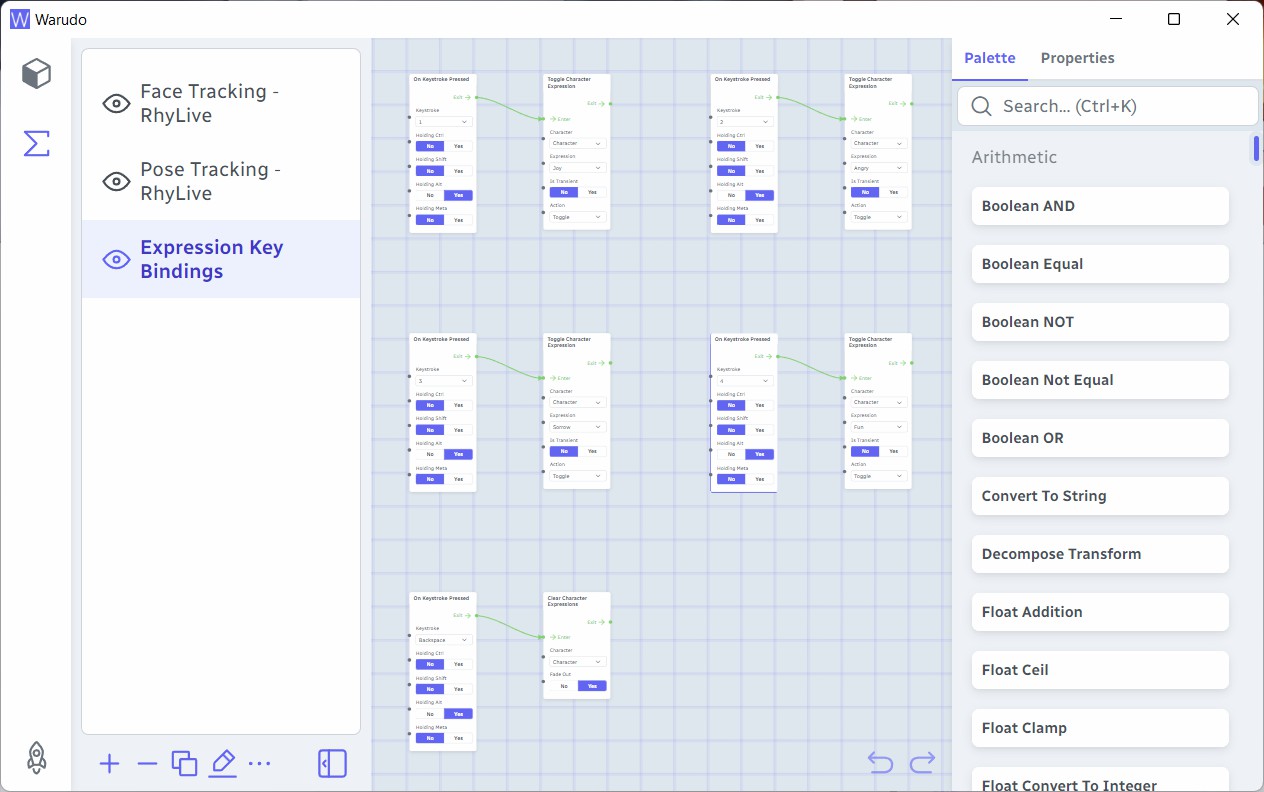 Warudo
Face Tracking -
RhyLive
Pose Tracking -
RhyLive
Expression Key
Bindings
On Keystroke Pressed
Exit
Keystroke
1
Holding Ctrl
No Yes
Holding Shift
No Yes
Holding Alt
No Yes
Holding Meta
No Yes
Toggle Character
Expression
Exit
Enter
Character
Character
Expression
Joy
Is Transient
No Yes
Action
Toggle
On Keystroke Pressed
Exit
Keystroke
2
Holding Ctrl
No Yes
Holding Shift
No Yes
Holding Alt
No Yes
Holding Meta
No Yes
Toggle Character
Expression
Exit
Enter
Character
Character
Expression
Angry
Is Transient
No Yes
Action
Toggle
On Keystroke Pressed
Exit
Keystroke
3
Holding Ctrl
No Yes
Holding Shift
No Yes
Holding Alt
No Yes
Holding Meta
No Yes
Toggle Character
Expression
Exit
Enter
Character
Character
Expression
Sorrow
Is Transient
No Yes
Action
Toggle
On Keystroke Pressed
Exit
Keystroke
4
Holding Ctrl
No Yes
Holding Shift
No Yes
Holding Alt
No Yes
Holding Meta
No Yes
Toggle Character
Expression
Exit
Enter
Character
Character
Expression
Fun
Is Transient
No Yes
Action
Toggle
On Keystroke Pressed
Exit
Keystroke
Backspace
Holding Ctrl
No Yes
Holding Shift
No Yes
Holding Alt
No Yes
Holding Meta
No Yes
Clear Character
Expressions
Exit
Enter
Character
Character
Fade Out
No Yes
Palette Properties
Search... (Ctrl+K)
Arithmetic
Boolean AND
Boolean Equal
Boolean NOT
Boolean Not Equal
Boolean OR
Convert To String
Decompose Transform
Float Addition
Float Ceil
Float Clamp
Float Convert To Integer